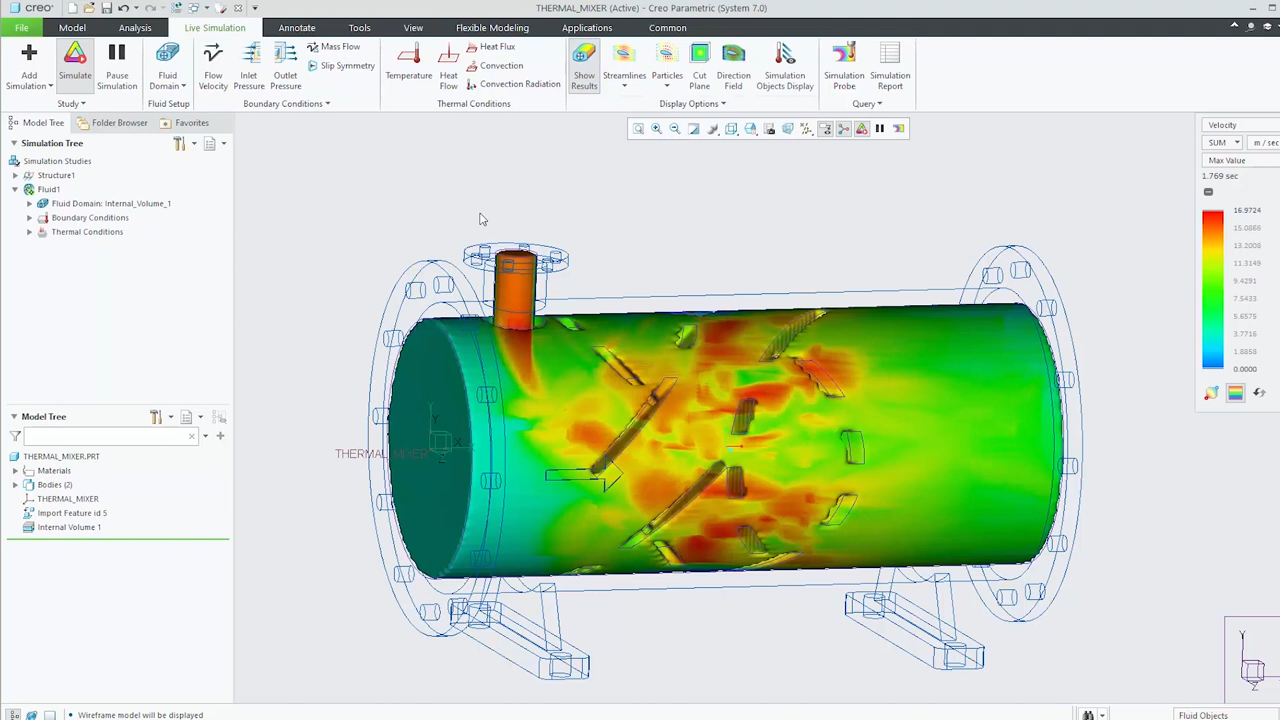 creo
THERMAL_MIXER (Active) - Creo Parametric (System 7.0)
File Model Analysis Live Simulation Annotate Tools View Flexible Modeling Applications Common
Mass Flow
Slip Symmetry
Heat Flux
Convection
Convection Radiation
Add Simulation
Simulate
Pause Simulation
Fluid Domain
Flow Velocity
Inlet Pressure
Outlet Pressure
Temperature
Heat Flow
Show Results
Streamlines
Particles
Cut Plane
Direction Field
Simulation Objects Display
Simulation Probe
Simulation Report
Study Fluid Setup Boundary Conditions Thermal Conditions Display Options Query
Model Tree Folder Browser Favorites
Simulation Tree
Simulation Studies
Structure1
Fluid1
Fluid Domain: Internal_Volume_1
Boundary Conditions
Thermal Conditions
Model Tree
THERMAL_MIXER.PRT
Materials
Bodies (2)
THERMAL_MIXER
Import Feature id 5
Internal Volume 1
THERMAL_MIXER
Y
X
Z
Velocity
SUM m / sec
Max Value
1.769 sec
16.9724
15.0866
13.2008
11.3149
9.4291
7.5433
5.6575
3.7716
1.8858
0.0000
Y
Z
Wireframe model will be displayed
Fluid Objects